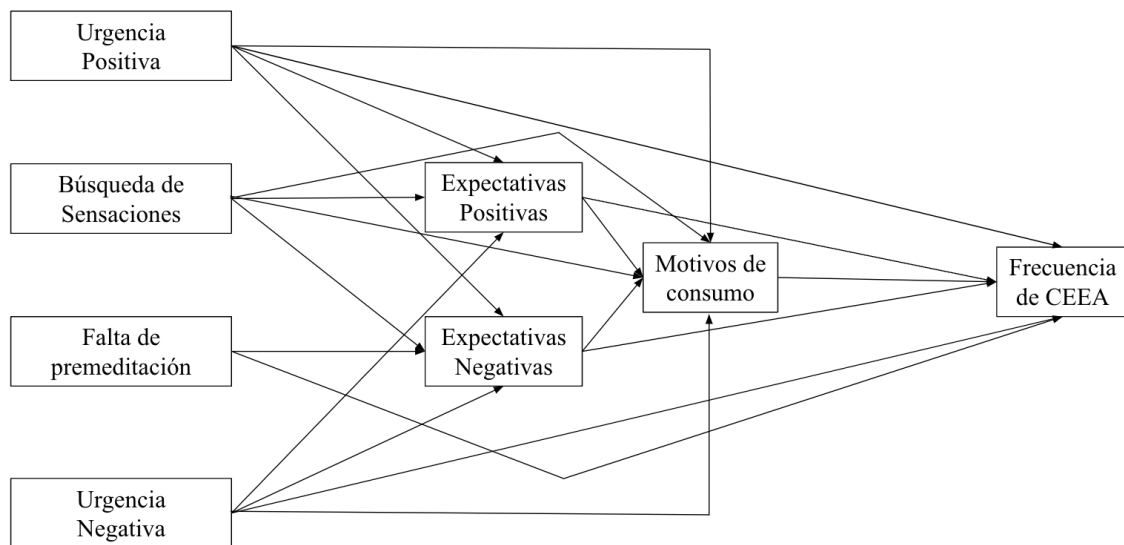 Urgencia
Positiva
Búsqueda de
Sensaciones
Falta de
premeditación
Urgencia
Negativa
Expectativas
Positivas
Expectativas
Negativas
Motivos de
consumo
Frecuencia
de CEEA